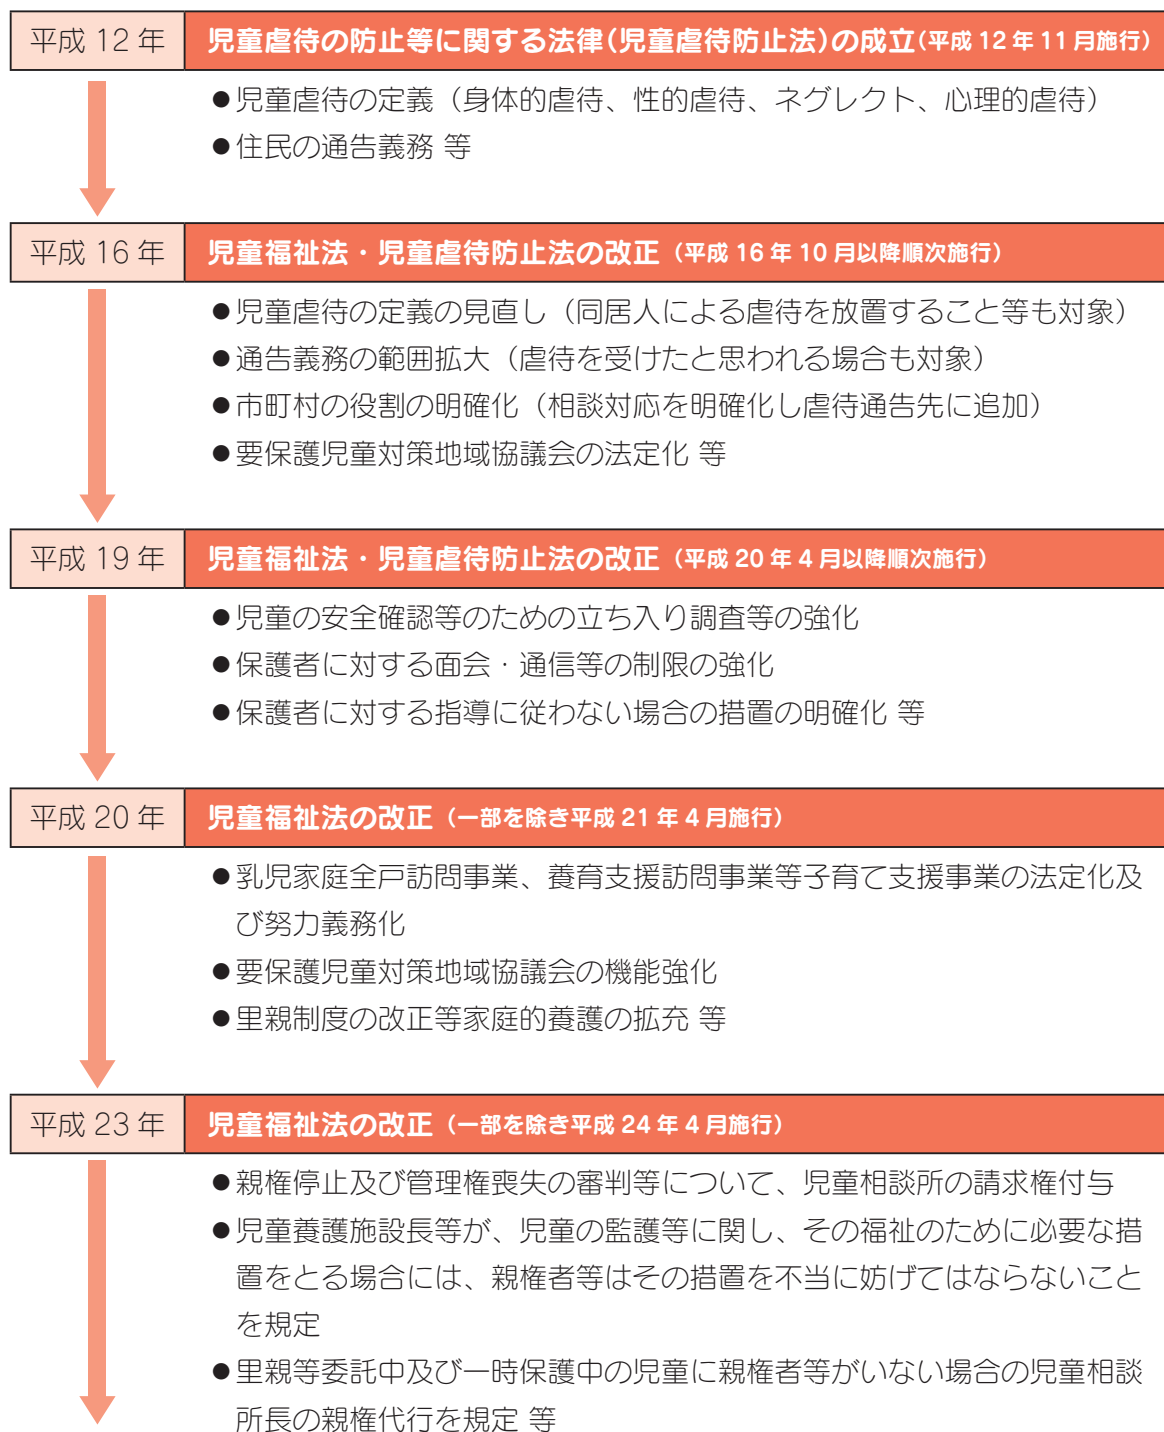 平成 12 年 児童虐待の防止等に関する法律(児童虐待防止法)の成立(平成 12 年 11 月施行)
●児童虐待の定義（身体的虐待、性的虐待、ネグレクト、心理的虐待）
●住民の通告義務 等
平成 16 年 児童福祉法・児童虐待防止法の改正（平成 16 年 10 月以降順次施行）
●児童虐待の定義の見直し（同居人による虐待を放置すること等も対象）
●通告義務の範囲拡大（虐待を受けたと思われる場合も対象）
●市町村の役割の明確化（相談対応を明確化し虐待通告先に追加）
●要保護児童対策地域協議会の法定化 等
平成 19 年 児童福祉法・児童虐待防止法の改正（平成 20 年 4 月以降順次施行）
●児童の安全確認等のための立ち入り調査等の強化
●保護者に対する面会・通信等の制限の強化
●保護者に対する指導に従わない場合の措置の明確化 等
平成 20 年 児童福祉法の改正（一部を除き平成 21 年 4 月施行）
●乳児家庭全戸訪問事業、養育支援訪問事業等子育て支援事業の法定化及
び努力義務化
●要保護児童対策地域協議会の機能強化
●里親制度の改正等家庭的養護の拡充 等
平成 23 年 児童福祉法の改正（一部を除き平成 24 年 4 月施行）
●親権停止及び管理権喪失の審判等について、児童相談所の請求権付与
●児童養護施設長等が、児童の監護等に関し、その福祉のために必要な措
置をとる場合には、親権者等はその措置を不当に妨げてはならないこと
を規定
●里親等委託中及び一時保護中の児童に親権者等がいない場合の児童相談
所長の親権代行を規定 等